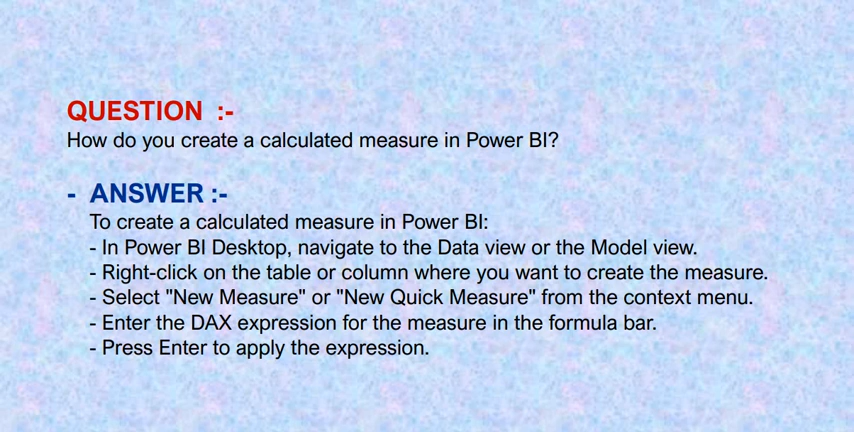 QUESTION :-
How do you create a calculated measure in Power BI?
- ANSWER :-
To create a calculated measure in Power BI:
- In Power BI Desktop, navigate to the Data view or the Model view.
- Right-click on the table or column where you want to create the measure.
- Select "New Measure" or "New Quick Measure" from the context menu.
- Enter the DAX expression for the measure in the formula bar.
- Press Enter to apply the expression.